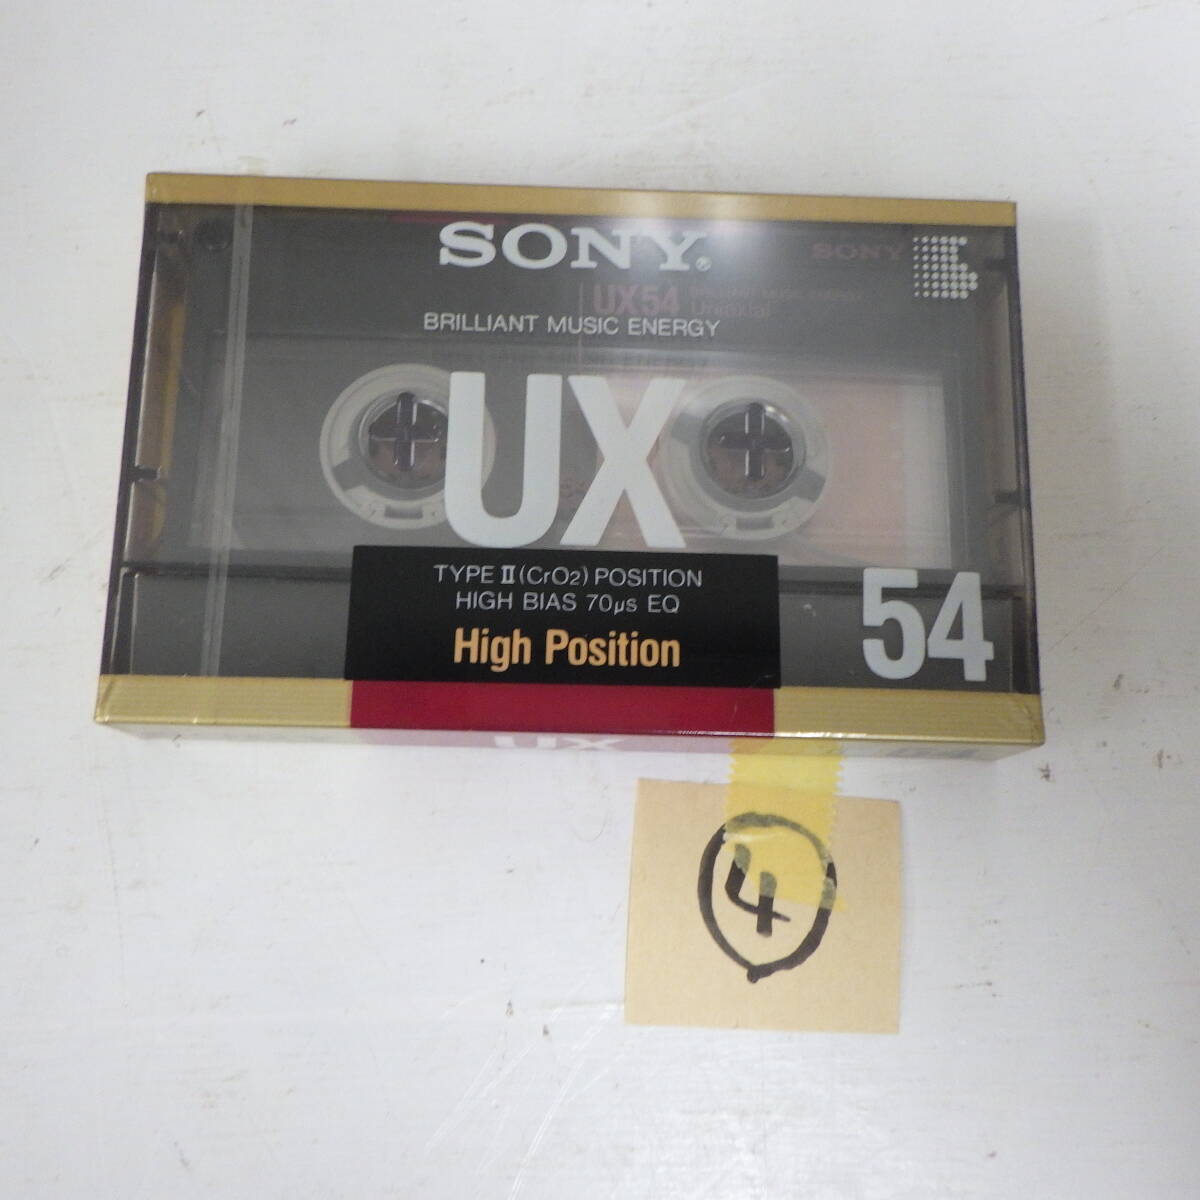 SONY®
SONY
UX54
BRILLIANT MUSIC ENERGY
UX
TYPE II (CrO2) POSITION
HIGH BIAS 70μs EQ
High Position
54
UX
4